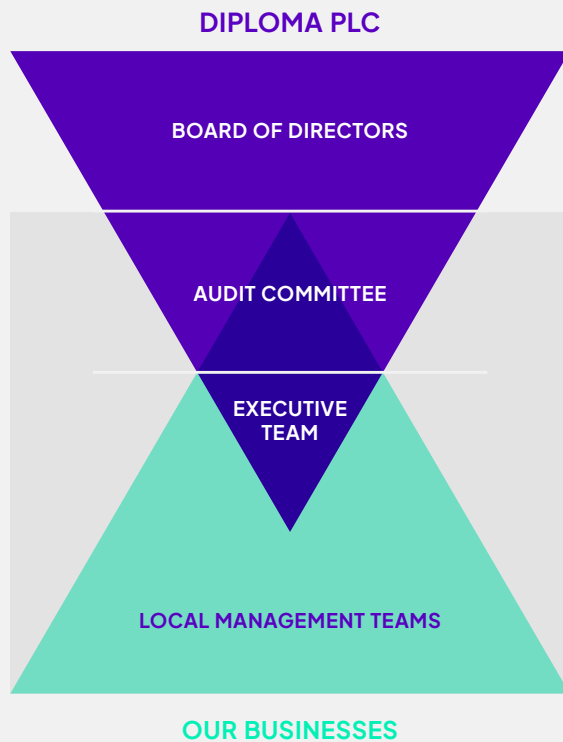 DIPLOMA PLC
BOARD OF DIRECTORS
AUDIT COMMITTEE
EXECUTIVE
TEAM
LOCAL MANAGEMENT TEAMS
OUR BUSINESSES